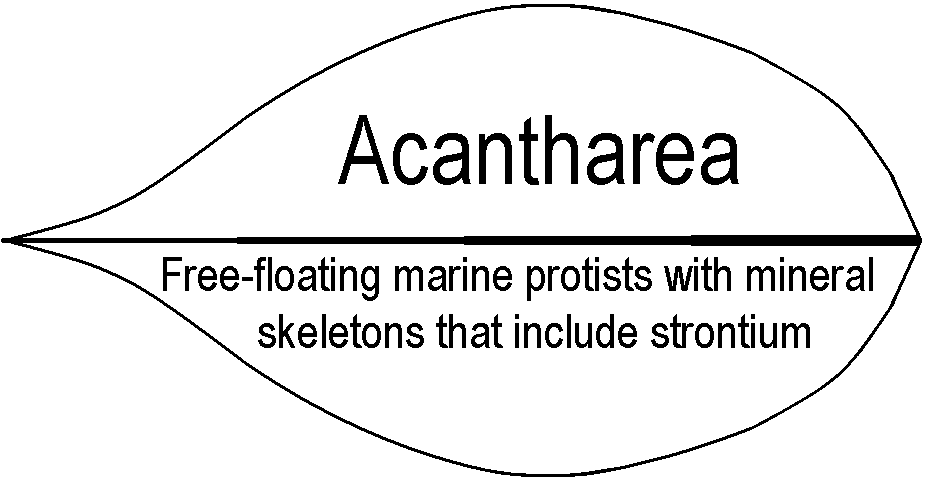 Acantharea
Free-floating marine protists with mineral
skeletons that include strontium